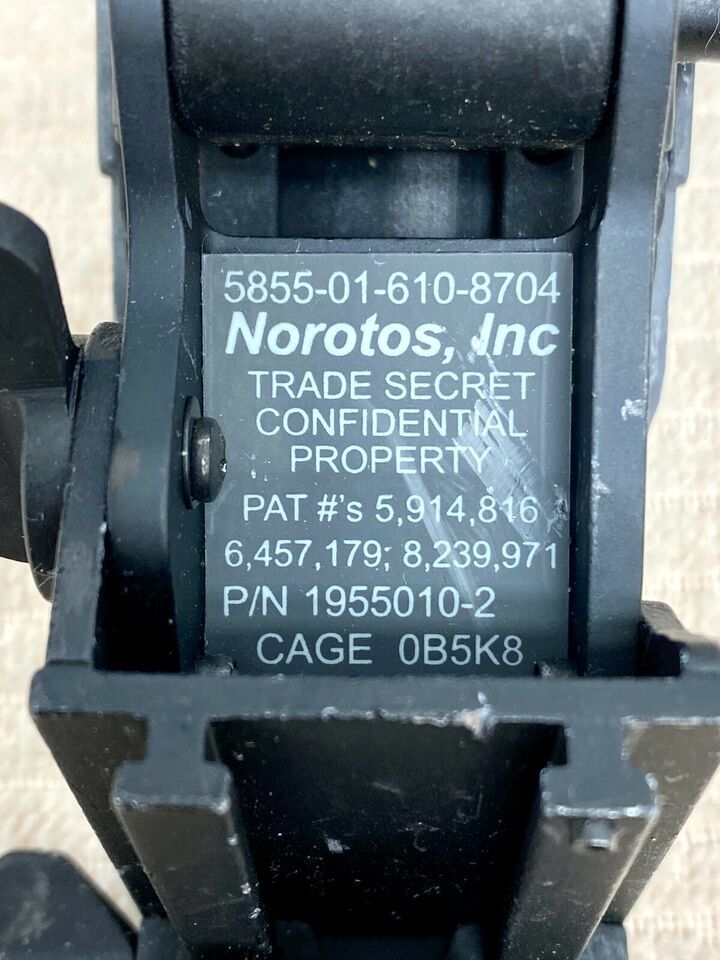 5855-01-610-8704
Norotos, Inc
TRADE SECRET
CONFIDENTIAL
PROPERTY
PAT #'s 5,914,816
6,457,179; 8,239,971
P/N 1955010-2
CAGE 0B5K8